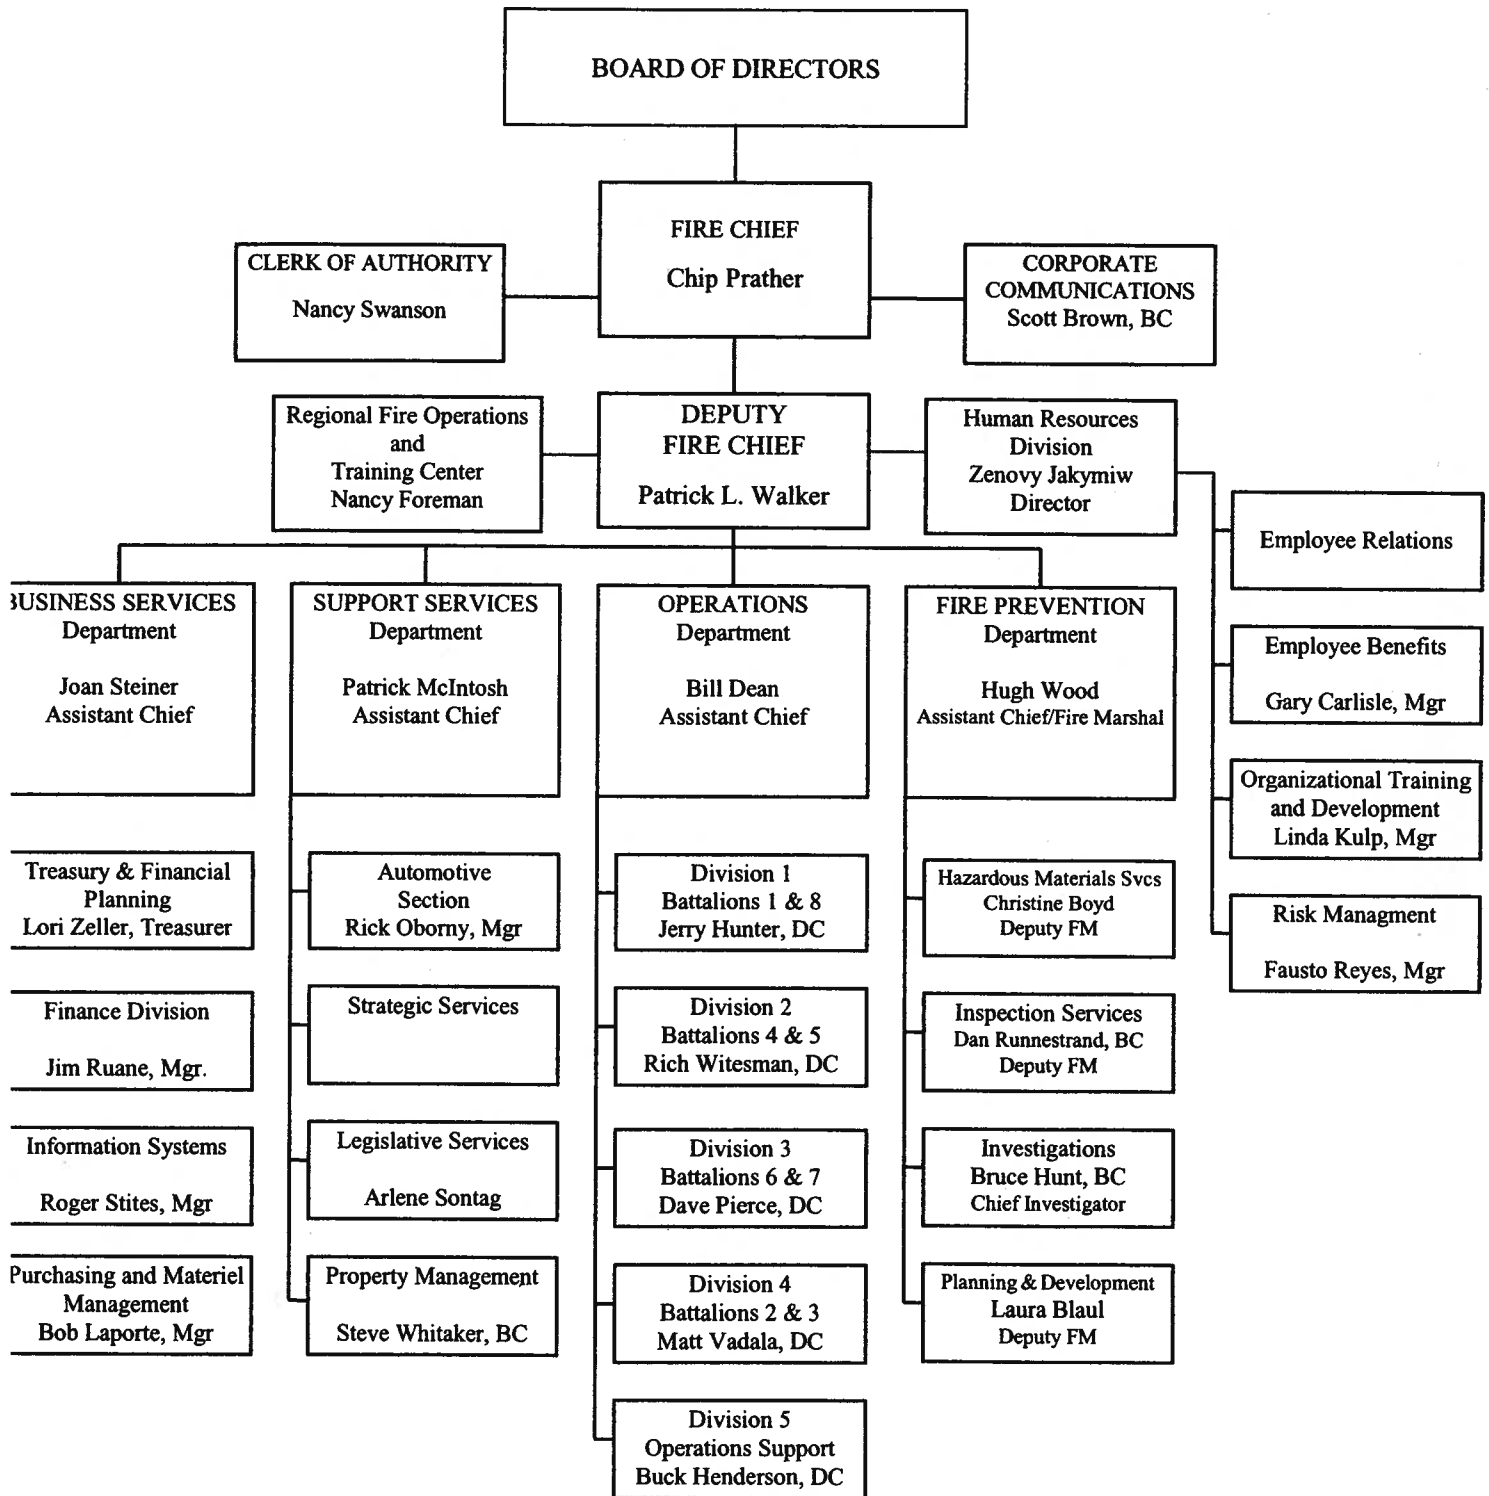 BOARD OF DIRECTORS
FIRE CHIEF
Chip Prather
CLERK OF AUTHORITY
Nancy Swanson
CORPORATE
COMMUNICATIONS
Scott Brown, BC
Regional Fire Operations
and
Training Center
Nancy Foreman
DEPUTY
FIRE CHIEF
Patrick L. Walker
Human Resources
Division
Zenovy Jakymiw
Director
Employee Relations
Employee Benefits
Gary Carlisle, Mgr
Organizational Training
and Development
Linda Kulp, Mgr
Risk Managment
Fausto Reyes, Mgr
BUSINESS SERVICES
Department
Joan Steiner
Assistant Chief
Treasury & Financial
Planning
Lori Zeller, Treasurer
Finance Division
Jim Ruane, Mgr.
Information Systems
Roger Stites, Mgr
Purchasing and Materiel
Management
Bob Laporte, Mgr
SUPPORT SERVICES
Department
Patrick McIntosh
Assistant Chief
Automotive
Section
Rick Oborny, Mgr
Strategic Services
Legislative Services
Arlene Sontag
Property Management
Steve Whitaker, BC
OPERATIONS
Department
Bill Dean
Assistant Chief
Division 1
Battalions 1 & 8
Jerry Hunter, DC
Division 2
Battalions 4 & 5
Rich Witesman, DC
Division 3
Battalions 6 & 7
Dave Pierce, DC
Division 4
Battalions 2 & 3
Matt Vadala, DC
Division 5
Operations Support
Buck Henderson, DC
FIRE PREVENTION
Department
Hugh Wood
Assistant Chief/Fire Marshal
Hazardous Materials Svcs
Christine Boyd
Deputy FM
Inspection Services
Dan Runnestrand, BC
Deputy FM
Investigations
Bruce Hunt, BC
Chief Investigator
Planning & Development
Laura Blaul
Deputy FM